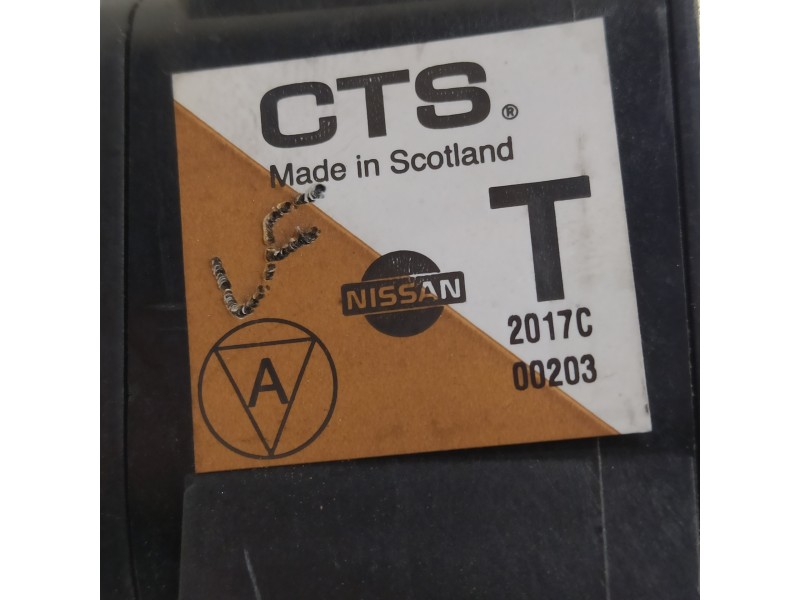 CTS®
Made in Scotland
T
NISSAN
2017C
00203
A